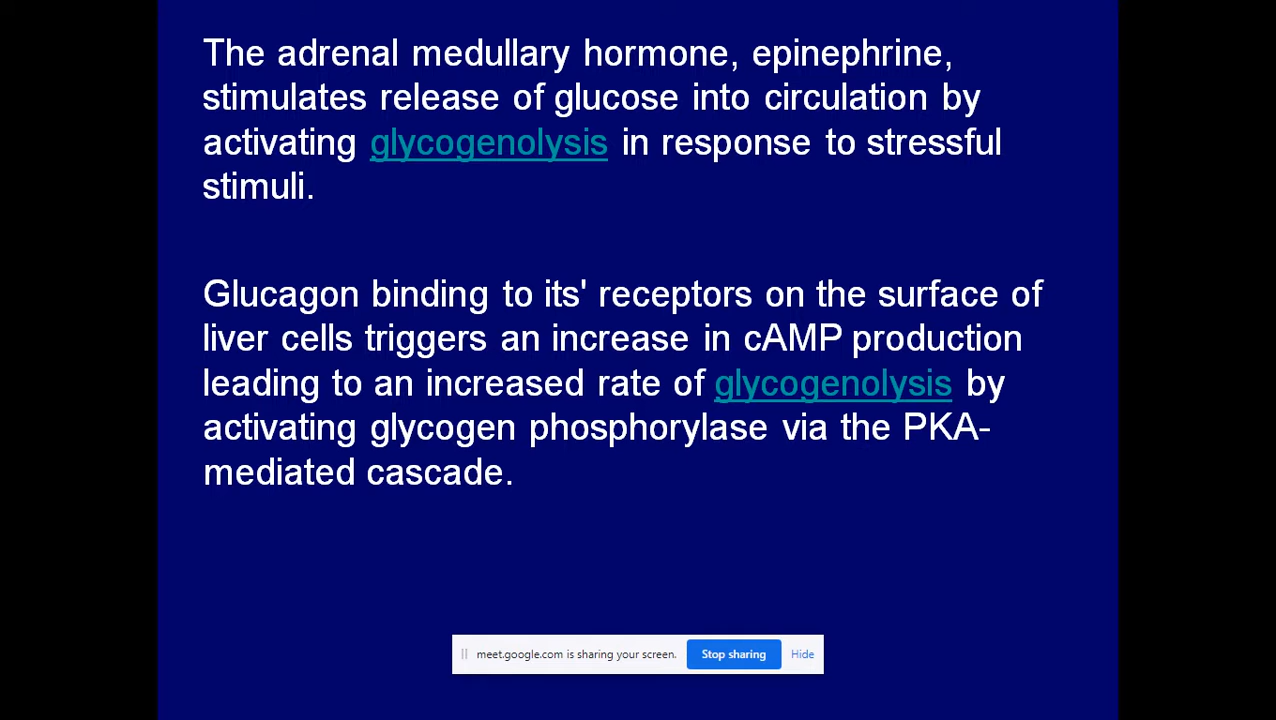 The adrenal medullary hormone, epinephrine,
stimulates release of glucose into circulation by
activating glycogenolysis in response to stressful
stimuli.
Glucagon binding to its' receptors on the surface of
liver cells triggers an increase in cAMP production
leading to an increased rate of glycogenolysis by
activating glycogen phosphorylase via the PKA-
mediated cascade.
meet.google.com is sharing your screen. Stop sharing Hide